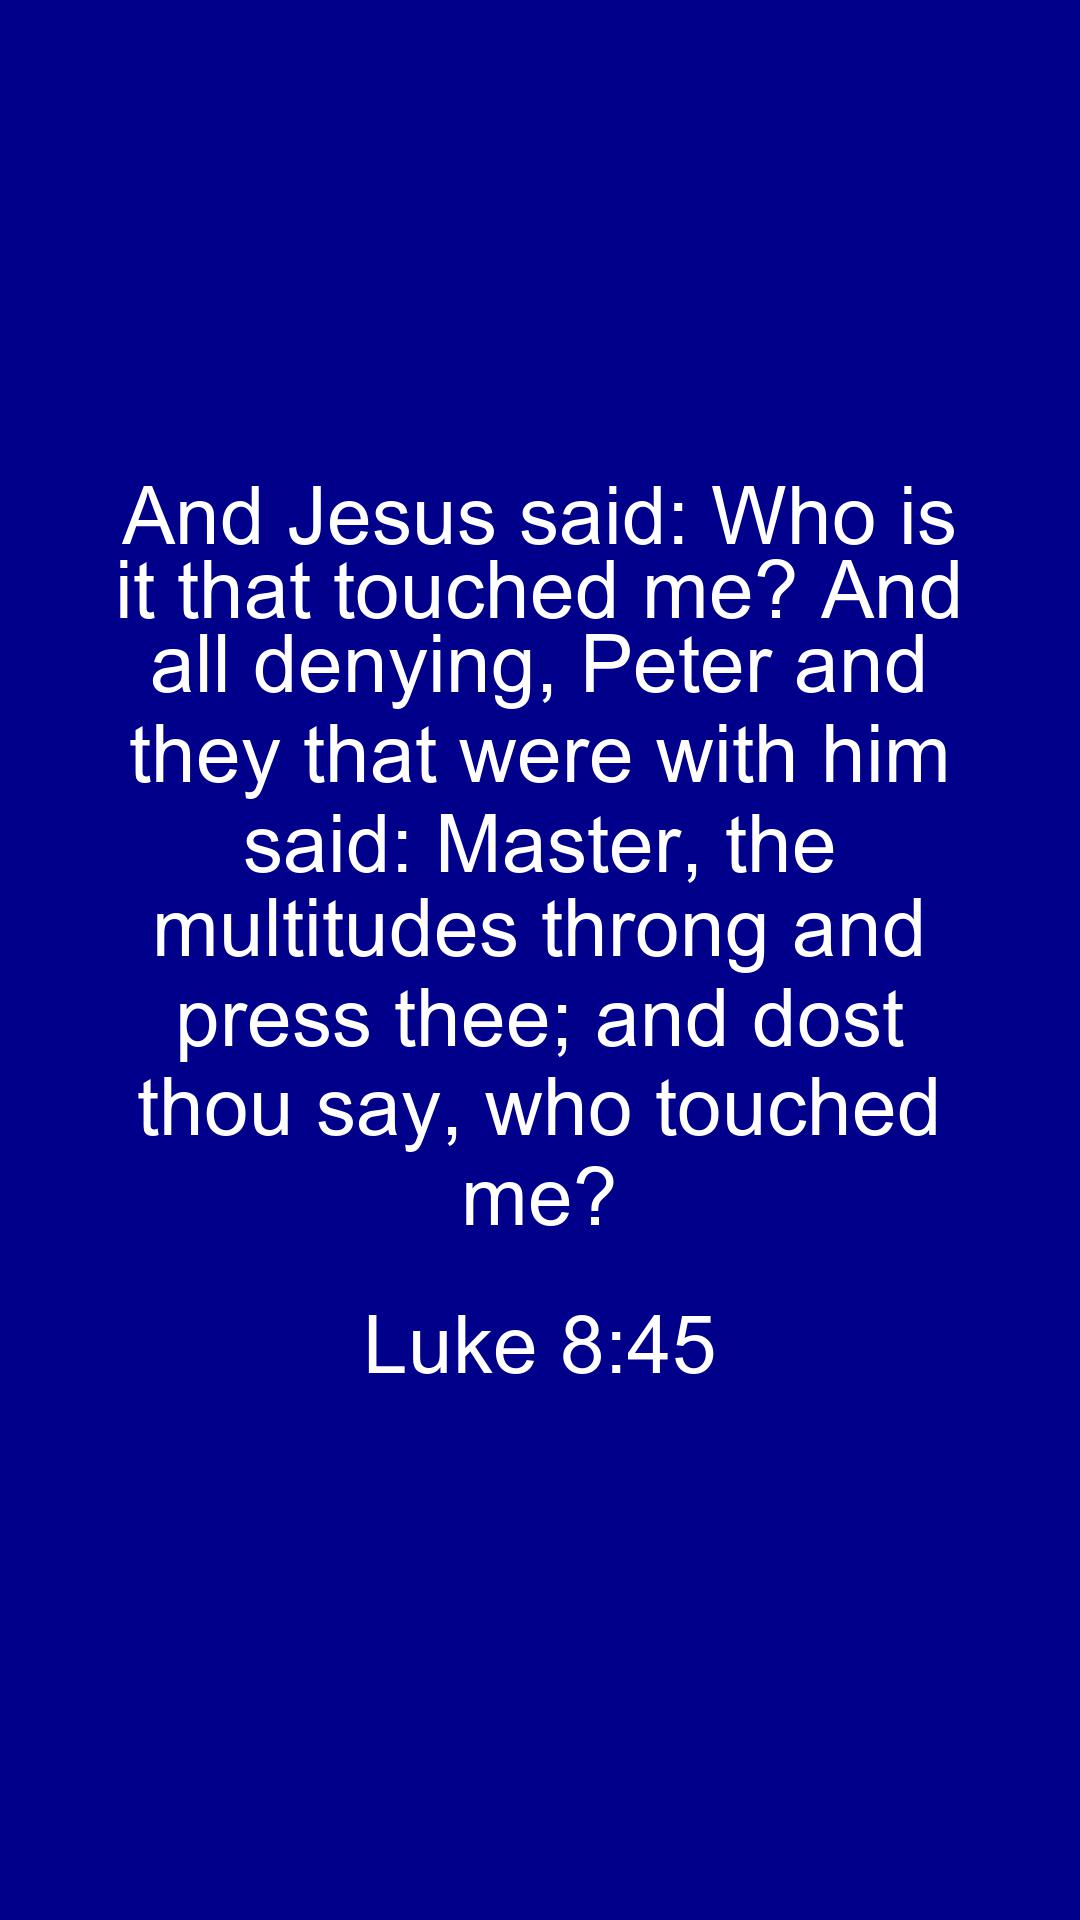 And Jesus said: Who is
it that touched me? And
all denying, Peter and
they that were with him
said: Master, the
multitudes throng and
press thee; and dost
thou say, who touched
me?
Luke 8:45